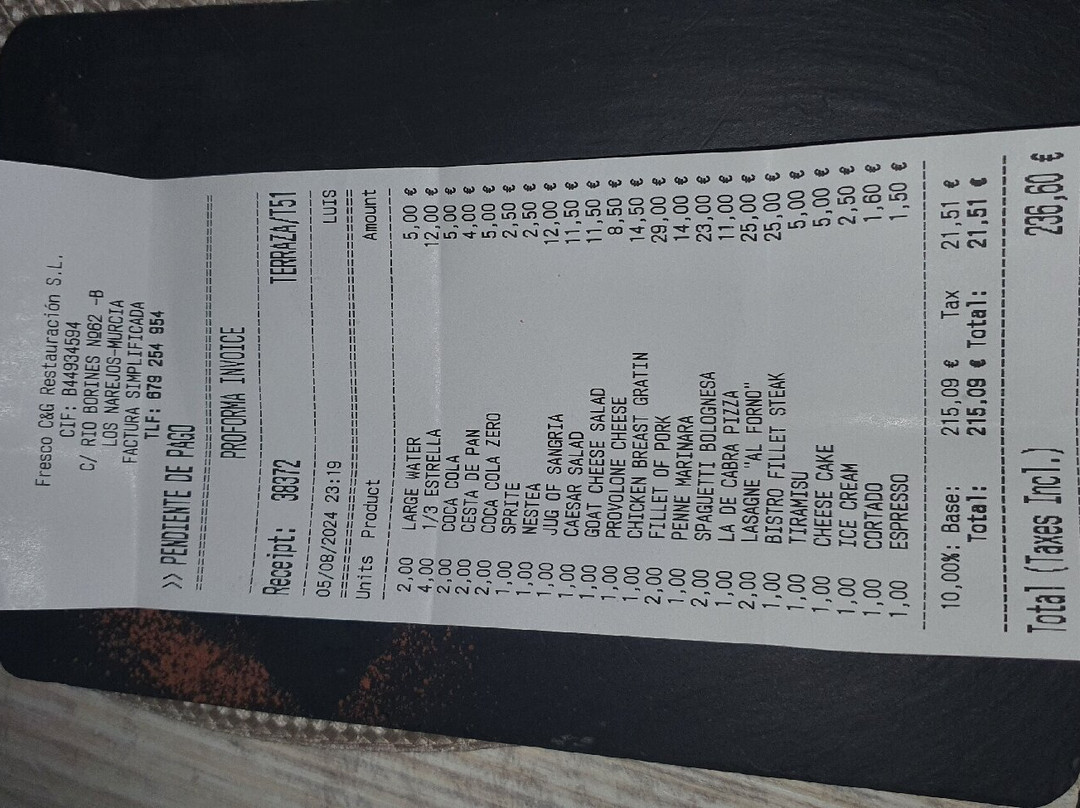 Fresco C&G Restauración S.L.
CIF: B44934594
C/ RIO BORINES Nº62 -B
LOS NAREJOS-MURCIA
FACTURA SIMPLIFICADA
TLF: 679 254 954
>> PENDIENTE DE PAGO
PROFORMA INVOICE
Receipt: 38372 TERRAZA/T51
05/08/2024 23:19 LUIS
Units Product Amount
2,00 LARGE WATER 5,00 €
4,00 1/3 ESTRELLA 12,00 €
2,00 COCA COLA 5,00 €
2,00 CESTA DE PAN 4,00 €
2,00 COCA COLA ZERO 5,00 €
1,00 SPRITE 2,50 €
1,00 NESTEA 2,50 €
1,00 JUG OF SANGRIA 12,00 €
1,00 CAESAR SALAD 11,50 €
1,00 GOAT CHEESE SALAD 11,50 €
1,00 PROVOLONE CHEESE 8,50 €
1,00 CHICKEN BREAST GRATIN 14,50 €
2,00 FILLET OF PORK 29,00 €
1,00 PENNE MARINARA 14,00 €
2,00 SPAGUETTI BOLOGNESA 23,00 €
1,00 LA DE CABRA PIZZA 11,00 €
2,00 LASAGNE "AL FORNO" 25,00 €
1,00 BISTRO FILLET STEAK 25,00 €
1,00 TIRAMISU 5,00 €
1,00 CHEESE CAKE 5,00 €
1,00 ICE CREAM 2,50 €
1,00 CORTADO 1,60 €
1,00 ESPRESSO 1,50 €
10,00%: Base: 215,09 € Tax 21,51 €
Total: 215,09 € Total: 21,51 €
Total (Taxes Incl.) 236,60 €